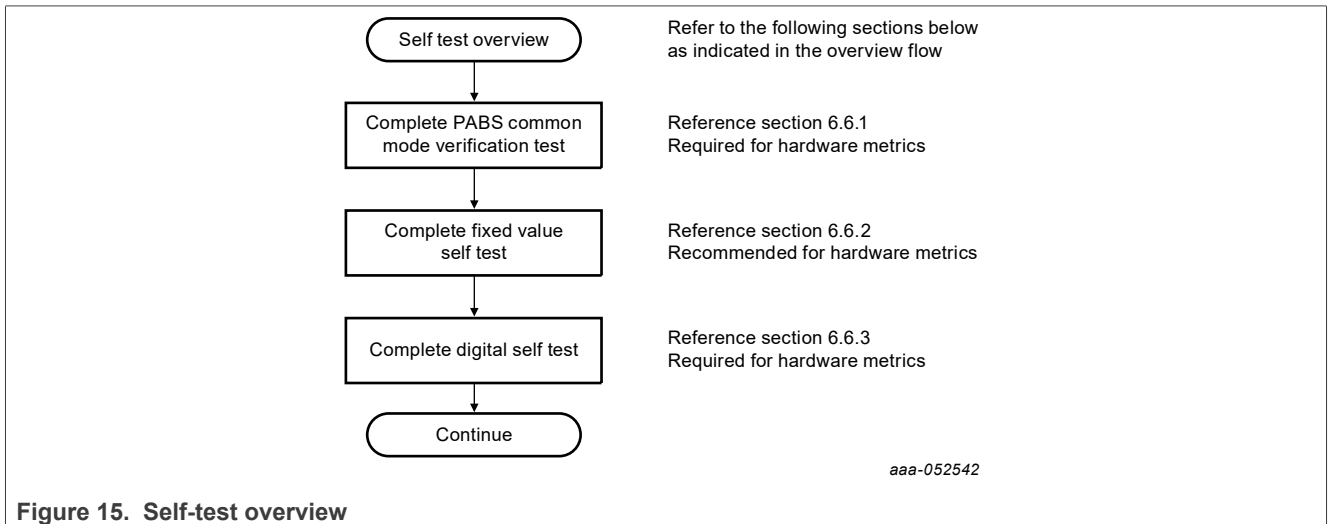 Self test overview
Refer to the following sections below
as indicated in the overview flow
Complete PABS common
mode verification test
Reference section 6.6.1
Required for hardware metrics
Complete fixed value
self test
Reference section 6.6.2
Recommended for hardware metrics
Complete digital self test
Reference section 6.6.3
Required for hardware metrics
Continue
aaa-052542
Figure 15. Self-test overview